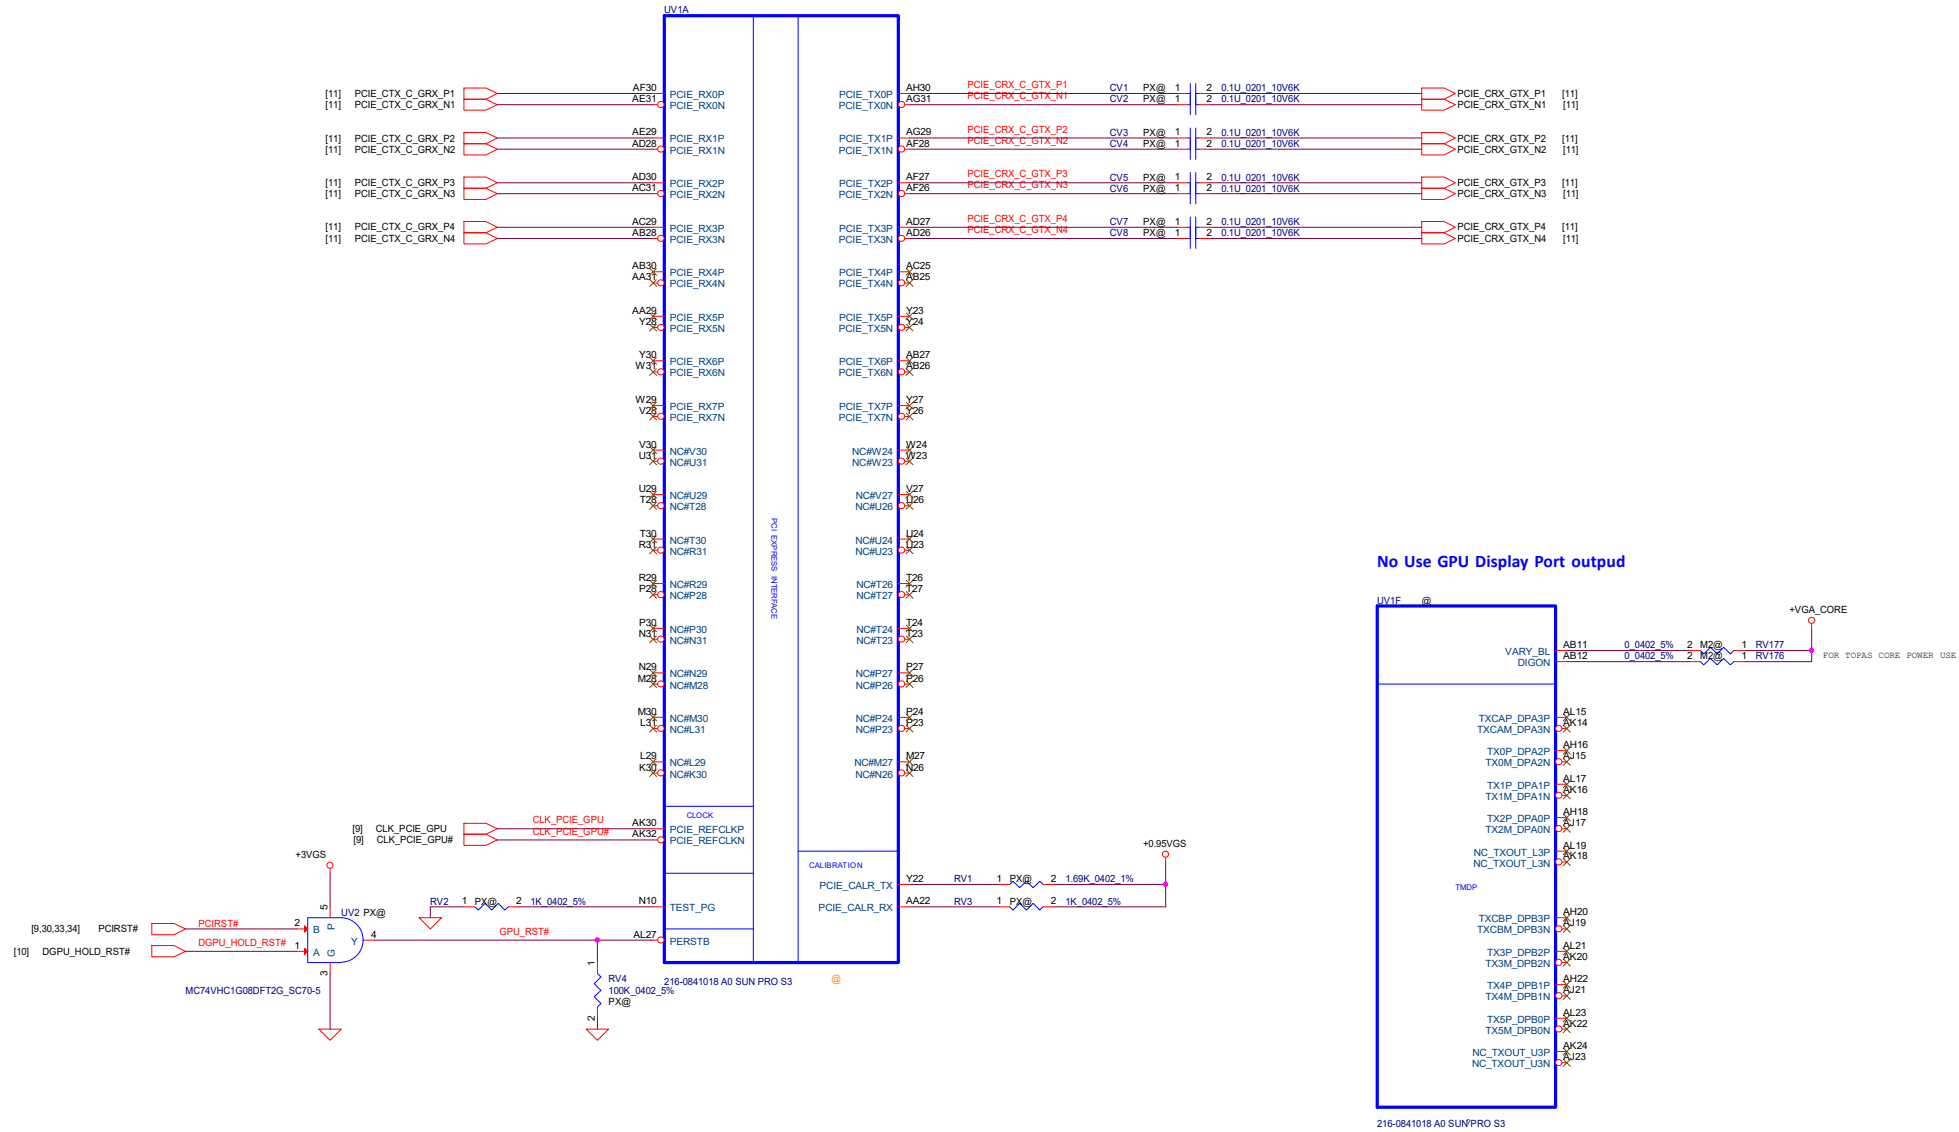 UV1A
[11] PCIE_CTX_C_GRX_P1 AF30 PCIE_RX0P PCIE_TX0P AH30 PCIE_CRX_C_GTX_P1 CV1 PX@ 1 2 0.1U_0201_10V6K PCIE_CRX_GTX_P1 [11]
[11] PCIE_CTX_C_GRX_N1 AE31 PCIE_RX0N PCIE_TX0N AG31 PCIE_CRX_C_GTX_N1 CV2 PX@ 1 2 0.1U_0201_10V6K PCIE_CRX_GTX_N1 [11]
[11] PCIE_CTX_C_GRX_P2 AE29 PCIE_RX1P PCIE_TX1P AG29 PCIE_CRX_C_GTX_P2 CV3 PX@ 1 2 0.1U_0201_10V6K PCIE_CRX_GTX_P2 [11]
[11] PCIE_CTX_C_GRX_N2 AD28 PCIE_RX1N PCIE_TX1N AF28 PCIE_CRX_C_GTX_N2 CV4 PX@ 1 2 0.1U_0201_10V6K PCIE_CRX_GTX_N2 [11]
[11] PCIE_CTX_C_GRX_P3 AD30 PCIE_RX2P PCIE_TX2P AF27 PCIE_CRX_C_GTX_P3 CV5 PX@ 1 2 0.1U_0201_10V6K PCIE_CRX_GTX_P3 [11]
[11] PCIE_CTX_C_GRX_N3 AC31 PCIE_RX2N PCIE_TX2N AF26 PCIE_CRX_C_GTX_N3 CV6 PX@ 1 2 0.1U_0201_10V6K PCIE_CRX_GTX_N3 [11]
[11] PCIE_CTX_C_GRX_P4 AC29 PCIE_RX3P PCIE_TX3P AD27 PCIE_CRX_C_GTX_P4 CV7 PX@ 1 2 0.1U_0201_10V6K PCIE_CRX_GTX_P4 [11]
[11] PCIE_CTX_C_GRX_N4 AB28 PCIE_RX3N PCIE_TX3N AD26 PCIE_CRX_C_GTX_N4 CV8 PX@ 1 2 0.1U_0201_10V6K PCIE_CRX_GTX_N4 [11]
AB30 PCIE_RX4P PCIE_TX4P AC25
AA31 PCIE_RX4N PCIE_TX4N AB25
AA29 PCIE_RX5P PCIE_TX5P Y23
Y28 PCIE_RX5N PCIE_TX5N Y24
Y30 PCIE_RX6P PCIE_TX6P AB27
W31 PCIE_RX6N PCIE_TX6N AB26
W29 PCIE_RX7P PCIE_TX7P Y27
V28 PCIE_RX7N PCIE_TX7N Y26
V30 NC#V30 NC#W24 W24
U31 NC#U31 NC#W23 W23
U29 NC#U29 NC#V27 V27
T28 NC#T28 NC#U26 U26
T30 NC#T30 NC#U24 U24
R31 NC#R31 NC#U23 U23
PCI EXPRESS INTERFACE
R29 NC#R29 NC#T26 T26
P28 NC#P28 NC#T27 T27
P30 NC#P30 NC#T24 T24
N31 NC#N31 NC#T23 T23
N29 NC#N29 NC#P27 P27
M28 NC#M28 NC#P26 P26
M30 NC#M30 NC#P24 P24
L31 NC#L31 NC#P23 P23
L29 NC#L29 NC#M27 M27
K30 NC#K30 NC#N26 N26
CLOCK
[9] CLK_PCIE_GPU CLK_PCIE_GPU AK30 PCIE_REFCLKP
[9] CLK_PCIE_GPU# CLK_PCIE_GPU# AK32 PCIE_REFCLKN
+0.95VGS
CALIBRATION
PCIE_CALR_TX Y22 RV1 1 PX@ 2 1.69K_0402_1%
RV2 1 PX@ 2 1K_0402_5% N10 TEST_PG PCIE_CALR_RX AA22 RV3 1 PX@ 2 1K_0402_5%
+3VGS
5 UV2 PX@
[9,30,33,34] PCIRST# PCIRST# 2 B P
Y 4 GPU_RST# AL27 PERSTB
[10] DGPU_HOLD_RST# DGPU_HOLD_RST# 1 A G
3
MC74VHC1G08DFT2G_SC70-5
1
RV4
100K_0402_5%
PX@
2
216-0841018 A0 SUN PRO S3 @
No Use GPU Display Port outpud
UV1F @
+VGA_CORE
VARY_BL AB11 0_0402_5% 2 M2@ 1 RV177
DIGON AB12 0_0402_5% 2 M2@ 1 RV176
FOR TOPAS CORE POWER USE
TXCAP_DPA3P AL15
TXCAM_DPA3N AK14
TX0P_DPA2P AH16
TX0M_DPA2N AJ15
TX1P_DPA1P AL17
TX1M_DPA1N AK16
TX2P_DPA0P AH18
TX2M_DPA0N AJ17
NC_TXOUT_L3P AL19
NC_TXOUT_L3N AK18
TMDP
TXCBP_DPB3P AH20
TXCBM_DPB3N AJ19
TX3P_DPB2P AL21
TX3M_DPB2N AK20
TX4P_DPB1P AH22
TX4M_DPB1N AJ21
TX5P_DPB0P AL23
TX5M_DPB0N AK22
NC_TXOUT_U3P AK24
NC_TXOUT_U3N AJ23
216-0841018 A0 SUN PRO S3